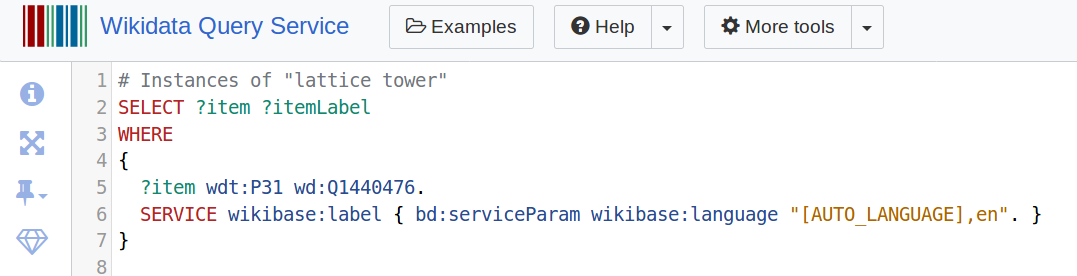 Wikidata Query Service Examples Help More tools
1 # Instances of "lattice tower"
2 SELECT ?item ?itemLabel
3 WHERE
4 {
5 ?item wdt:P31 wd:Q1440476.
6 SERVICE wikibase:label { bd:serviceParam wikibase:language "[AUTO_LANGUAGE],en". }
7 }
8